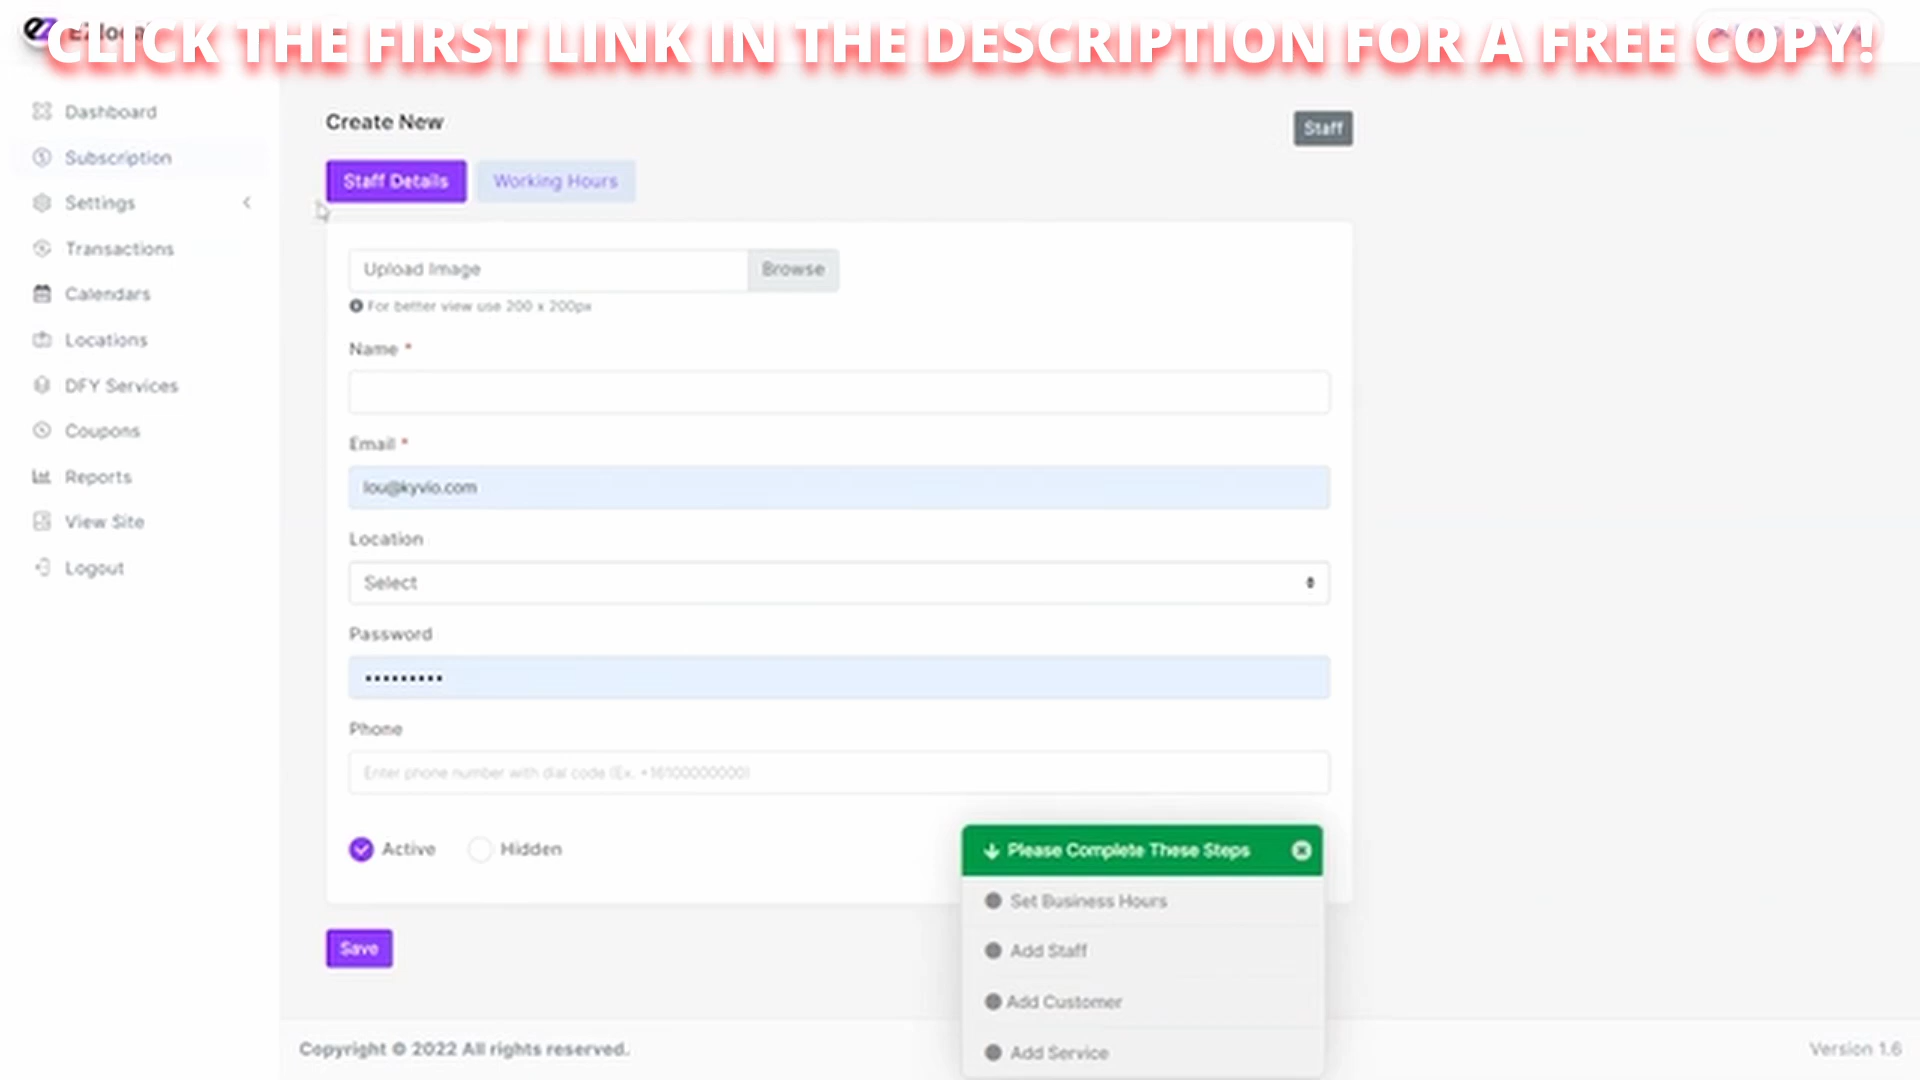 CLICK THE FIRST LINK IN THE DESCRIPTION FOR A FREE COPY!
Dashboard
Subscription
Settings
Transactions
Calendars
Locations
DFY Services
Coupons
Reports
View Site
Logout
Create New
Staff
Staff Details
Working Hours
Upload Image
Browse
For better view use 200 x 200px
Name *
Email *
lou@kyvio.com
Location
Select
Password
•••••••••
Phone
Enter phone number with dial code (Ex. +16100000000)
Active
Hidden
Please Complete These Steps
Set Business Hours
Add Staff
Add Customer
Add Service
Save
Copyright © 2022 All rights reserved.
Version 1.6